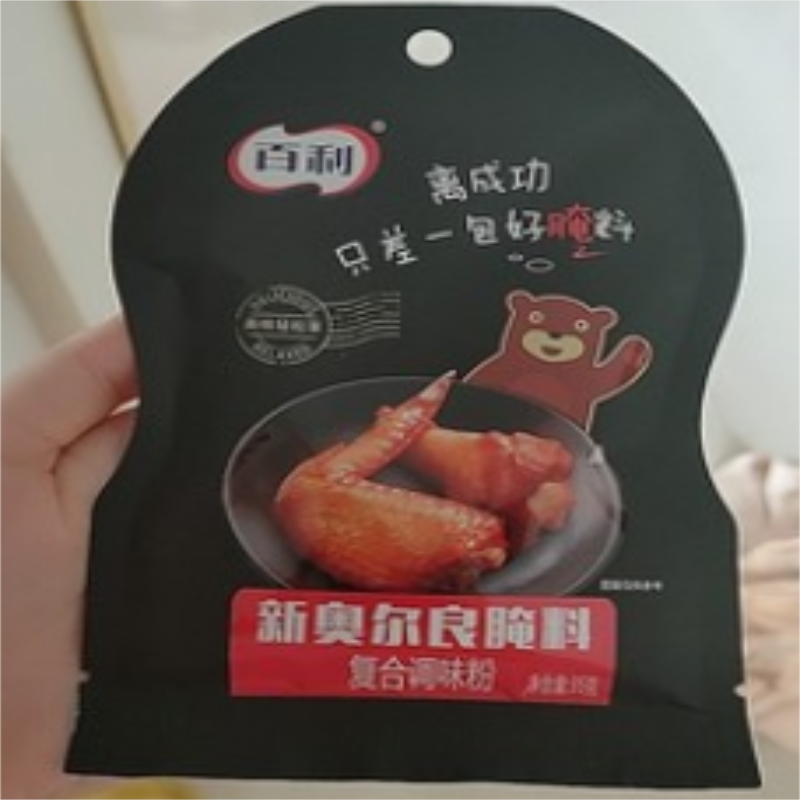 百利
离成功
只差一包好腌料
新奥尔良腌料
复合调味粉